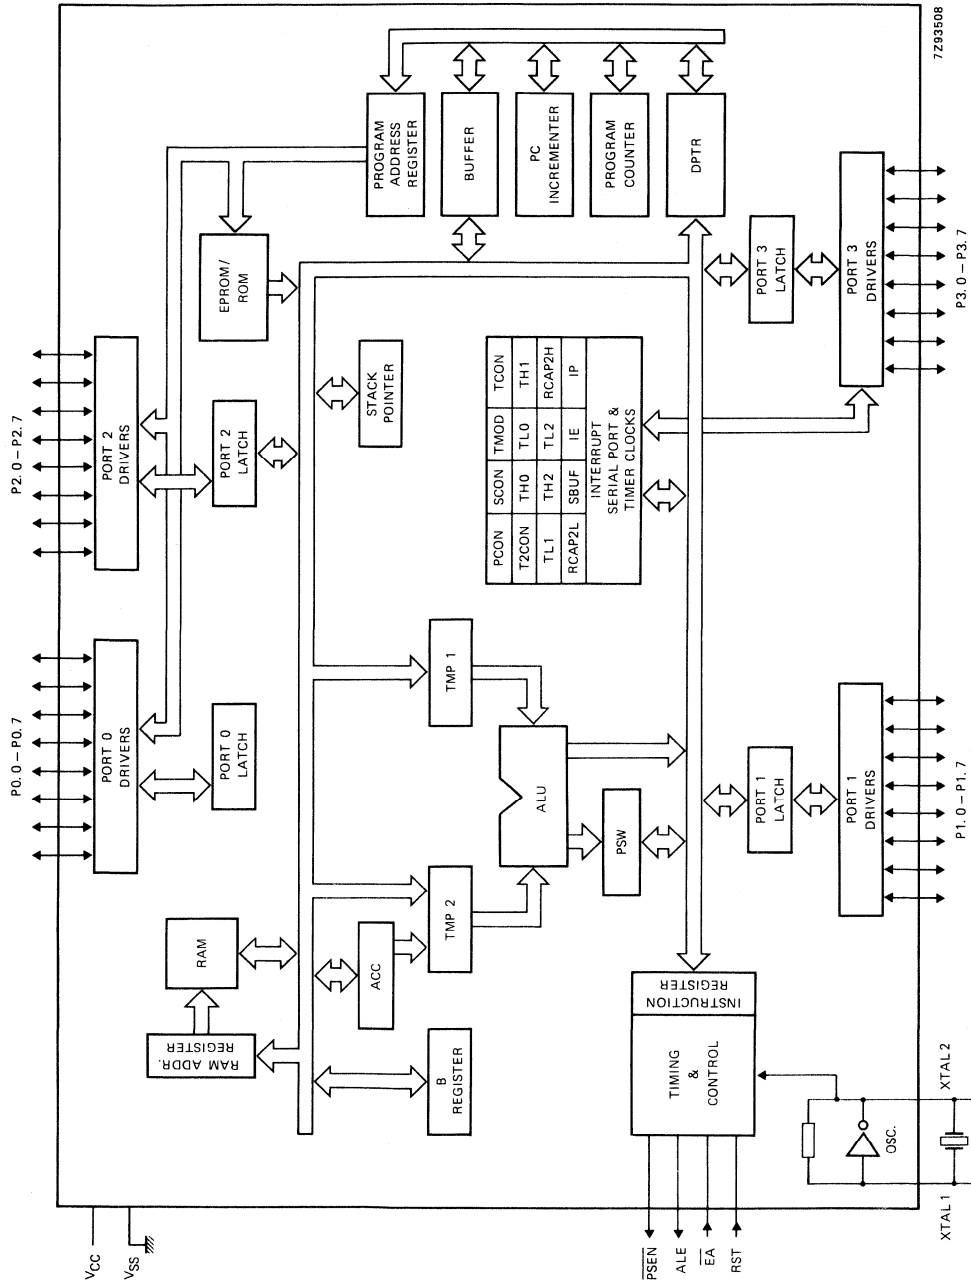 P0.0–P0.7
P2.0–P2.7
VCC
VSS
RAM ADDR.
REGISTER
RAM
PORT 0
DRIVERS
PORT 2
DRIVERS
PORT 0
LATCH
PORT 2
LATCH
EPROM/
ROM
B
REGISTER
ACC
TMP 2
TMP 1
ALU
PSW
STACK
POINTER
PROGRAM
ADDRESS
REGISTER
BUFFER
PC
INCREMENTER
PROGRAM
COUNTER
DPTR
PCON SCON TMOD TCON
T2CON TH0 TL0 TH1
TL1 TH2 TL2 RCAP2H
RCAP2L SBUF IE IP
INTERRUPT
SERIAL PORT &
TIMER CLOCKS
PSEN
ALE
EA
RST
TIMING
&
CONTROL
INSTRUCTION
REGISTER
PORT 1
LATCH
PORT 3
LATCH
PORT 1
DRIVERS
PORT 3
DRIVERS
OSC.
XTAL1
XTAL2
P1.0–P1.7
P3.0–P3.7
7Z93508